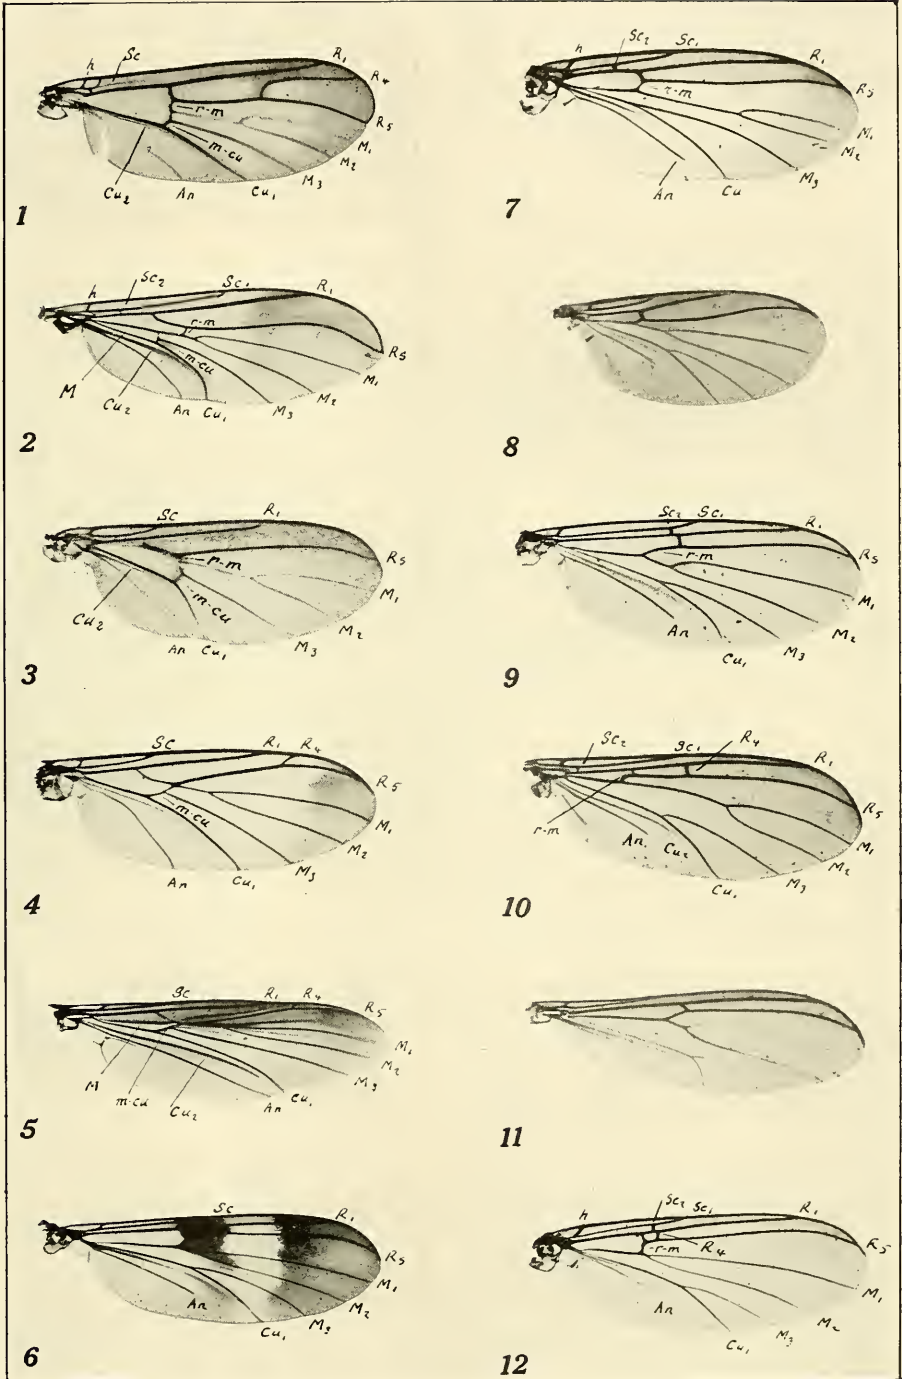 h Sc R₁ R₄
r-m R₅
m-cu M₁
M₂
Cu₂ An Cu₁ M₃
1
h Sc₂ Sc₁ R₁
r-m
m-cu R₅
M₁
M Cu₂ An Cu₁ M₃ M₂
2
Sc R₁
r-m R₅
m-cu M₁
Cu₂ M₂
An Cu₁ M₃
3
Sc R₁ R₄
R₅
m-cu M₁
M₂
An Cu₁ M₃
4
Sc R₁ R₄ R₅
M₁
M₂
M M₃
m-cu Cu₂ An Cu₁
5
Sc R₁
R₅
M₁
An M₂
Cu₁ M₃
6
h Sc₂ Sc₁ R₁
r-m R₅
M₁
M₂
An Cu M₃
7
8
Sc₂ Sc₁ R₁
r-m R₅
M₁
An M₂
Cu₁ M₃
9
Sc₂ Sc₁ R₄ R₁
R₅
r-m An Cu₂ M₁
M₂
Cu₁ M₃
10
11
h Sc₂ Sc₁ R₁
r-m R₄ R₅
M₁
An M₂
Cu₁ M₃
12